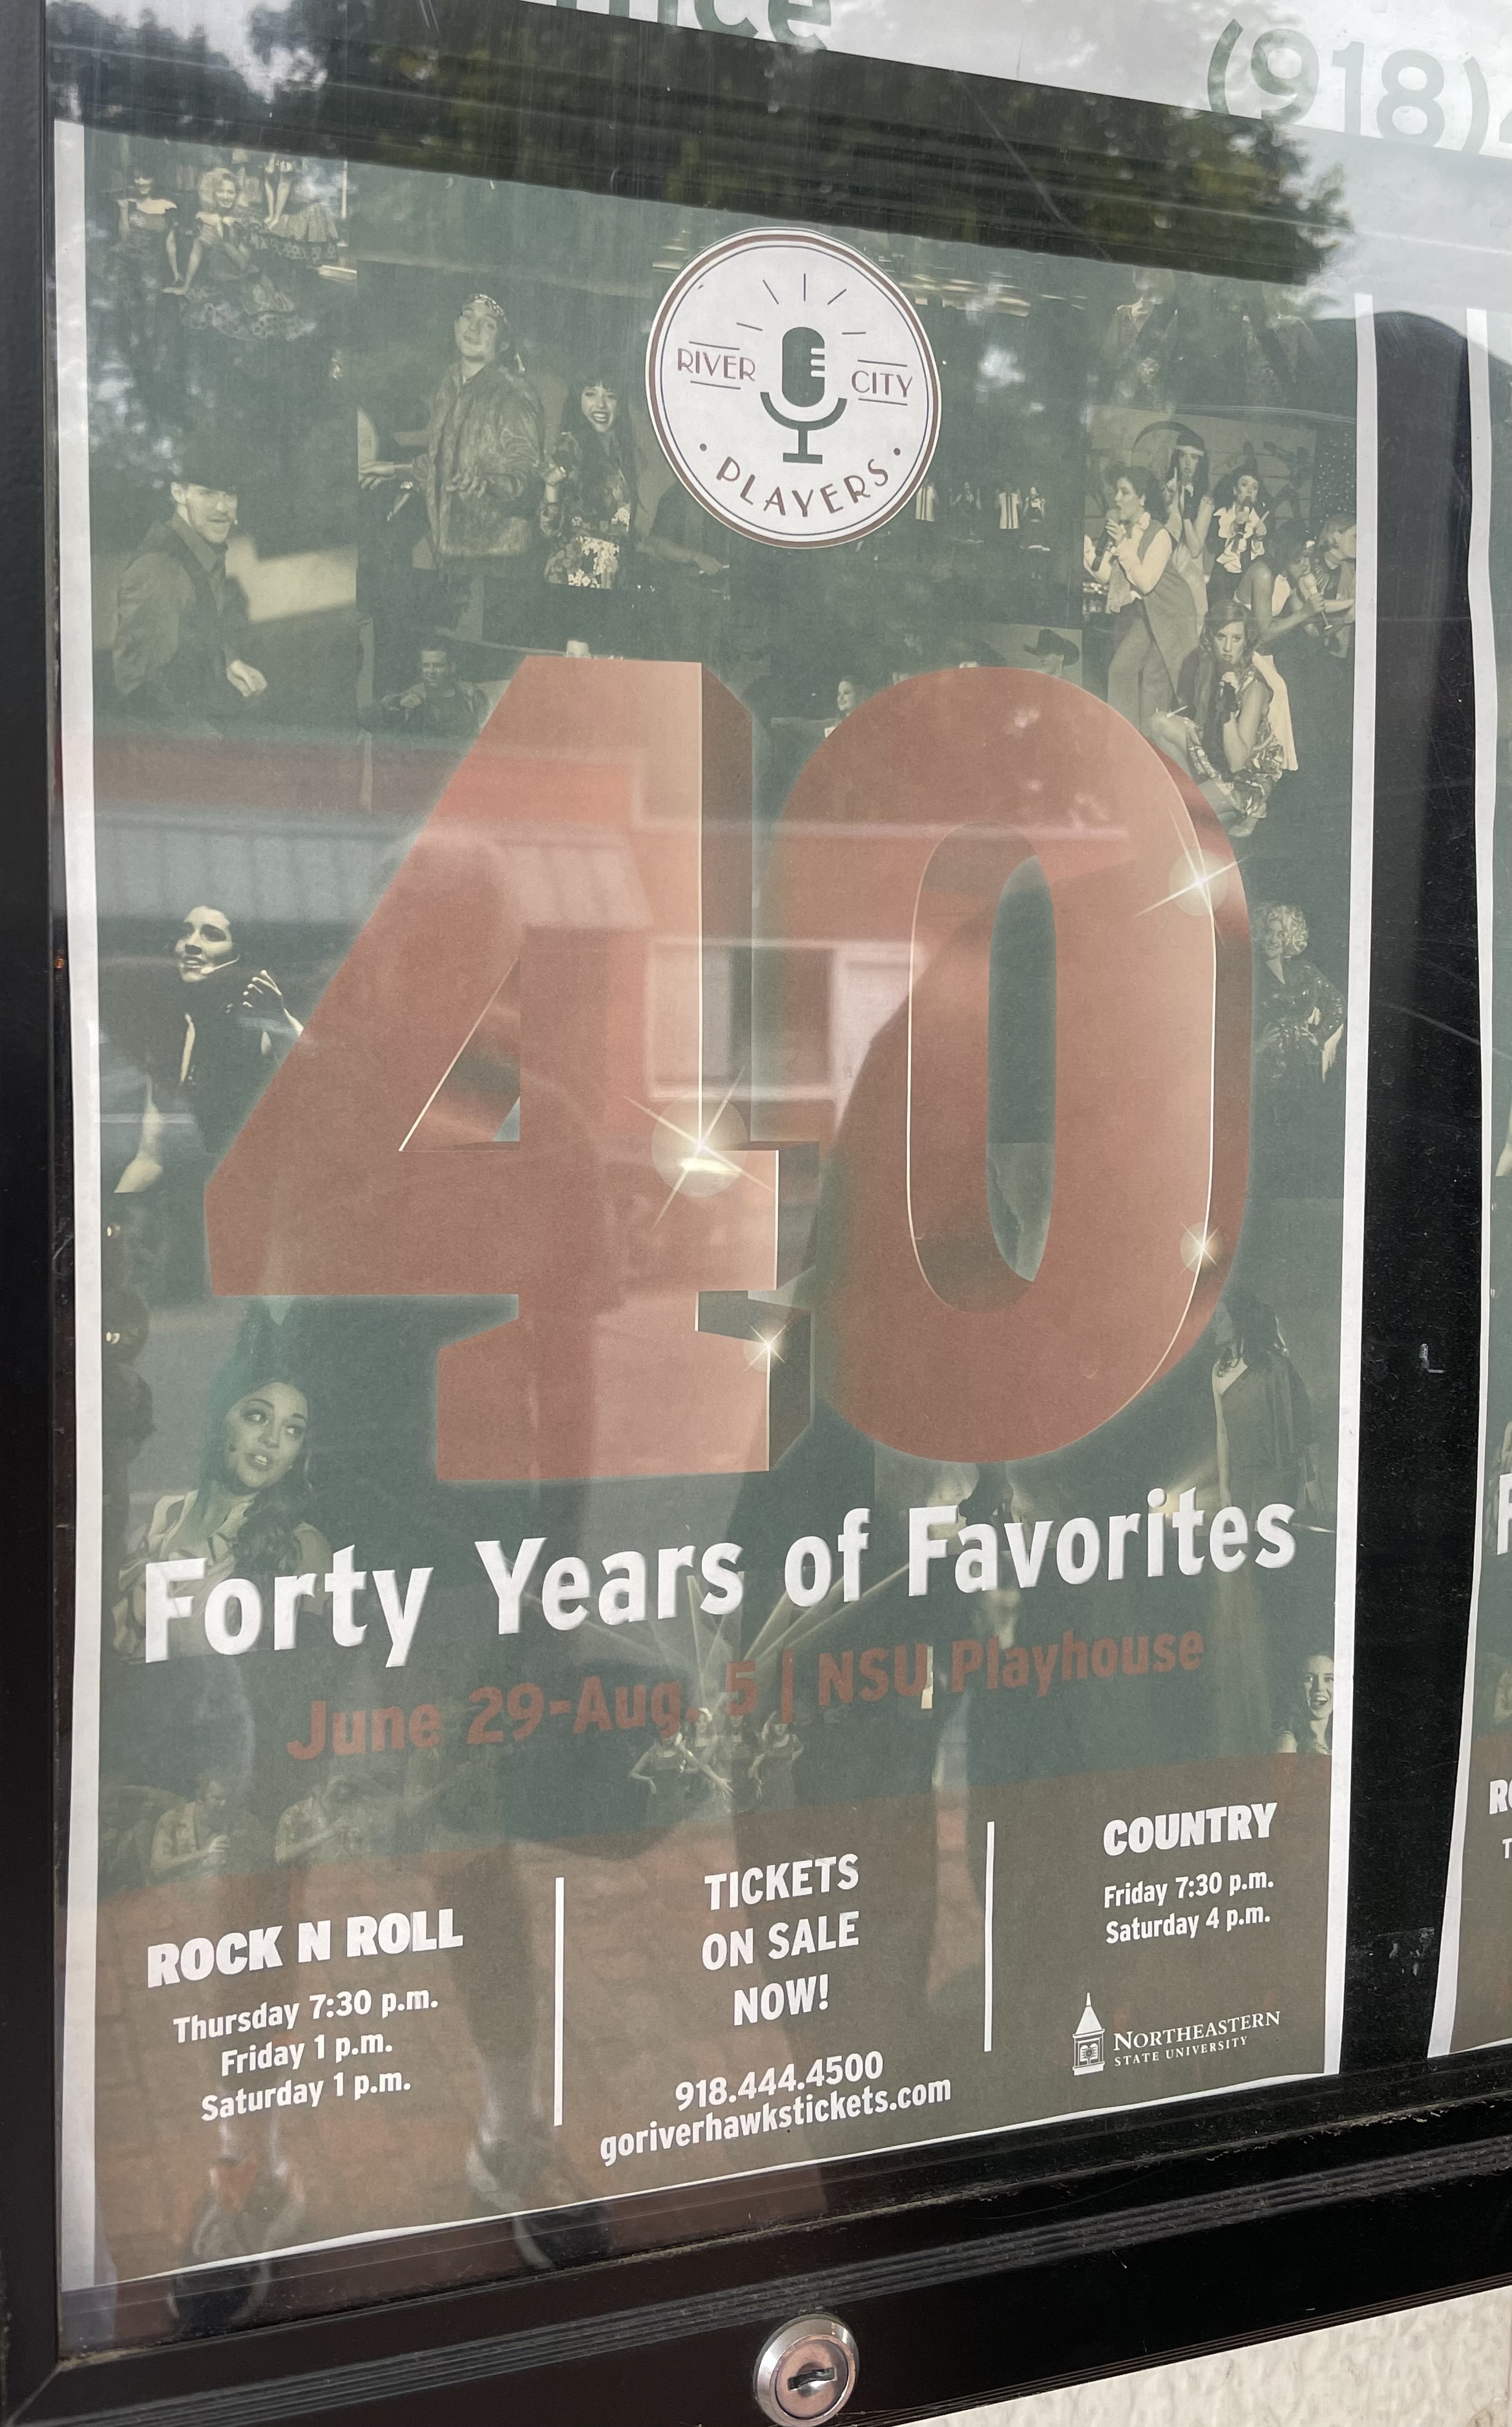 (918)
RIVER CITY
PLAYERS
40
Forty Years of Favorites
June 29-Aug. 5 | NSU Playhouse
ROCK N ROLL
Thursday 7:30 p.m.
Friday 1 p.m.
Saturday 1 p.m.
TICKETS
ON SALE
NOW!
918.444.4500
goriverhawkstickets.com
COUNTRY
Friday 7:30 p.m.
Saturday 4 p.m.
NORTHEASTERN
STATE UNIVERSITY